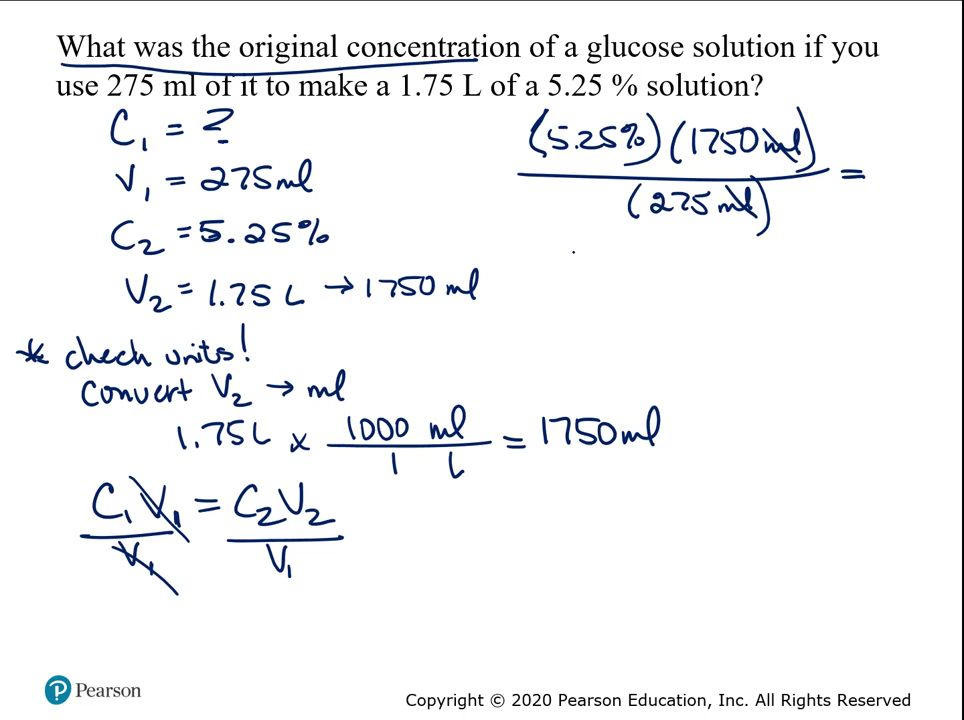 What was the original concentration of a glucose solution if you
use 275 ml of it to make a 1.75 L of a 5.25 % solution?
C₁ = ?
V₁ = 275ml
C₂ = 5.25%
V₂ = 1.75 L → 1750 ml
* check units!
Convert V₂ → ml
1.75L × 1000 ml / 1 L = 1750ml
C₁V₁ / V₁ = C₂V₂ / V₁
(5.25%) (1750ml)
/ (275 ml) =
Pearson
Copyright © 2020 Pearson Education, Inc. All Rights Reserved